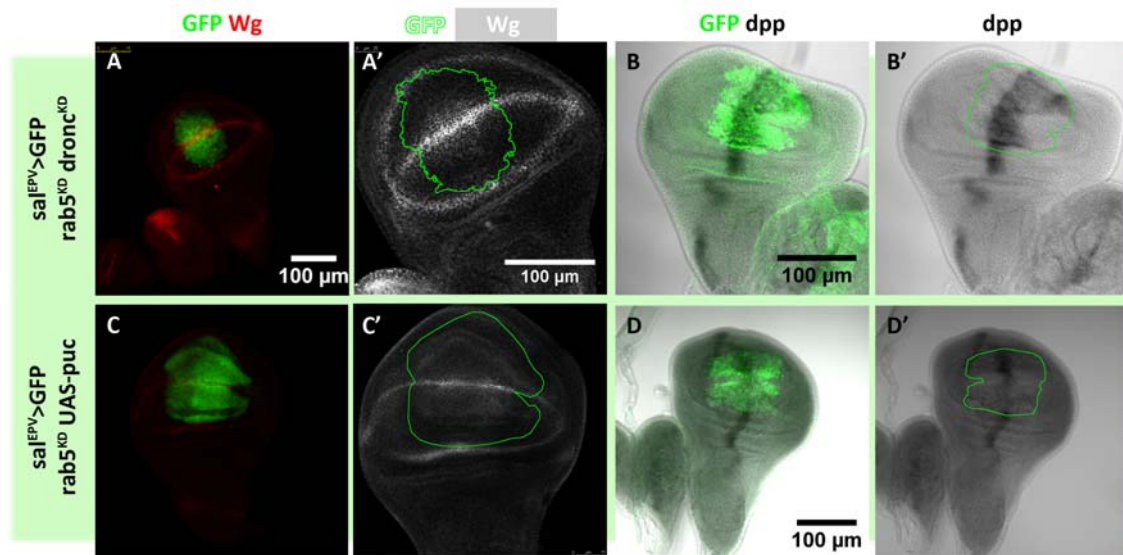 GFP Wg
GFP Wg
GFP dpp
dpp
sal^EPV>GFP
rab5^KD dronc^KD
A
100 µm
A’
100 µm
B
100 µm
B’
sal^EPV>GFP
rab5^KD UAS-puc
C
C’
D
100 µm
D’